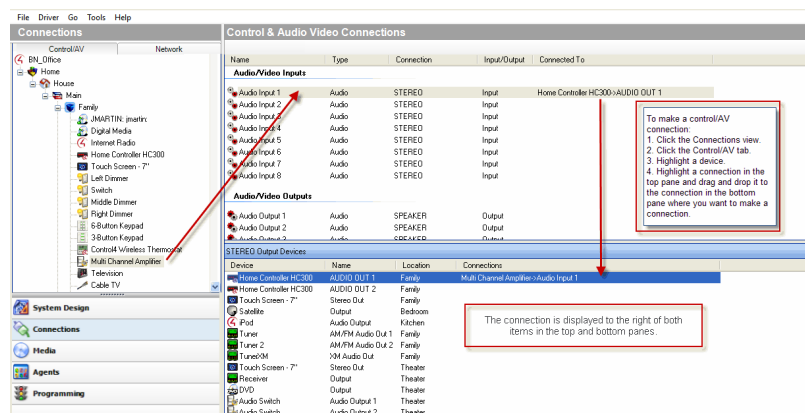 File Driver Go Tools Help
Connections
Control/AV Network
BN_Office
Home
House
Main
Family
JMARTIN: jmartin:
Digital Media
Internet Radio
Home Controller HC300
Touch Screen - 7"
Left Dimmer
Switch
Middle Dimmer
Right Dimmer
6-Button Keypad
3-Button Keypad
Control4 Wireless Thermostat
Multi Channel Amplifier
Television
Cable TV
System Design
Connections
Media
Agents
Programming
Control & Audio Video Connections
Name Type Connection Input/Output Connected To
Audio/Video Inputs
Audio Input 1 Audio STEREO Input Home Controller HC300->AUDIO OUT 1
Audio Input 2 Audio STEREO Input
Audio Input 3 Audio STEREO Input
Audio Input 4 Audio STEREO Input
Audio Input 5 Audio STEREO Input
Audio Input 6 Audio STEREO Input
Audio Input 7 Audio STEREO Input
Audio Input 8 Audio STEREO Input
Audio/Video Outputs
Audio Output 1 Audio SPEAKER Output
Audio Output 2 Audio SPEAKER Output
Audio Output 3 Audio SPEAKER Output
To make a control/AV
connection:
1. Click the Connections view.
2. Click the Control/AV tab.
3. Highlight a device.
4. Highlight a connection in the
top pane and drag and drop it to
the connection in the bottom
pane where you want to make a
connection.
STEREO Output Devices
Device Name Location Connections
Home Controller HC300 AUDIO OUT 1 Family Multi Channel Amplifier->Audio Input 1
Home Controller HC300 AUDIO OUT 2 Family
Touch Screen - 7" Stereo Out Family
Satellite Output Bedroom
iPod Audio Output Kitchen
Tuner AM/FM Audio Out 1 Family
Tuner 2 AM/FM Audio Out 2 Family
TunerXM XM Audio Out Family
Touch Screen - 7" Stereo Out Theater
Receiver Output Theater
DVD Output Theater
Audio Switch Audio Output 1 Theater
Audio Switch Audio Output 2 Theater
The connection is displayed to the right of both
items in the top and bottom panes.